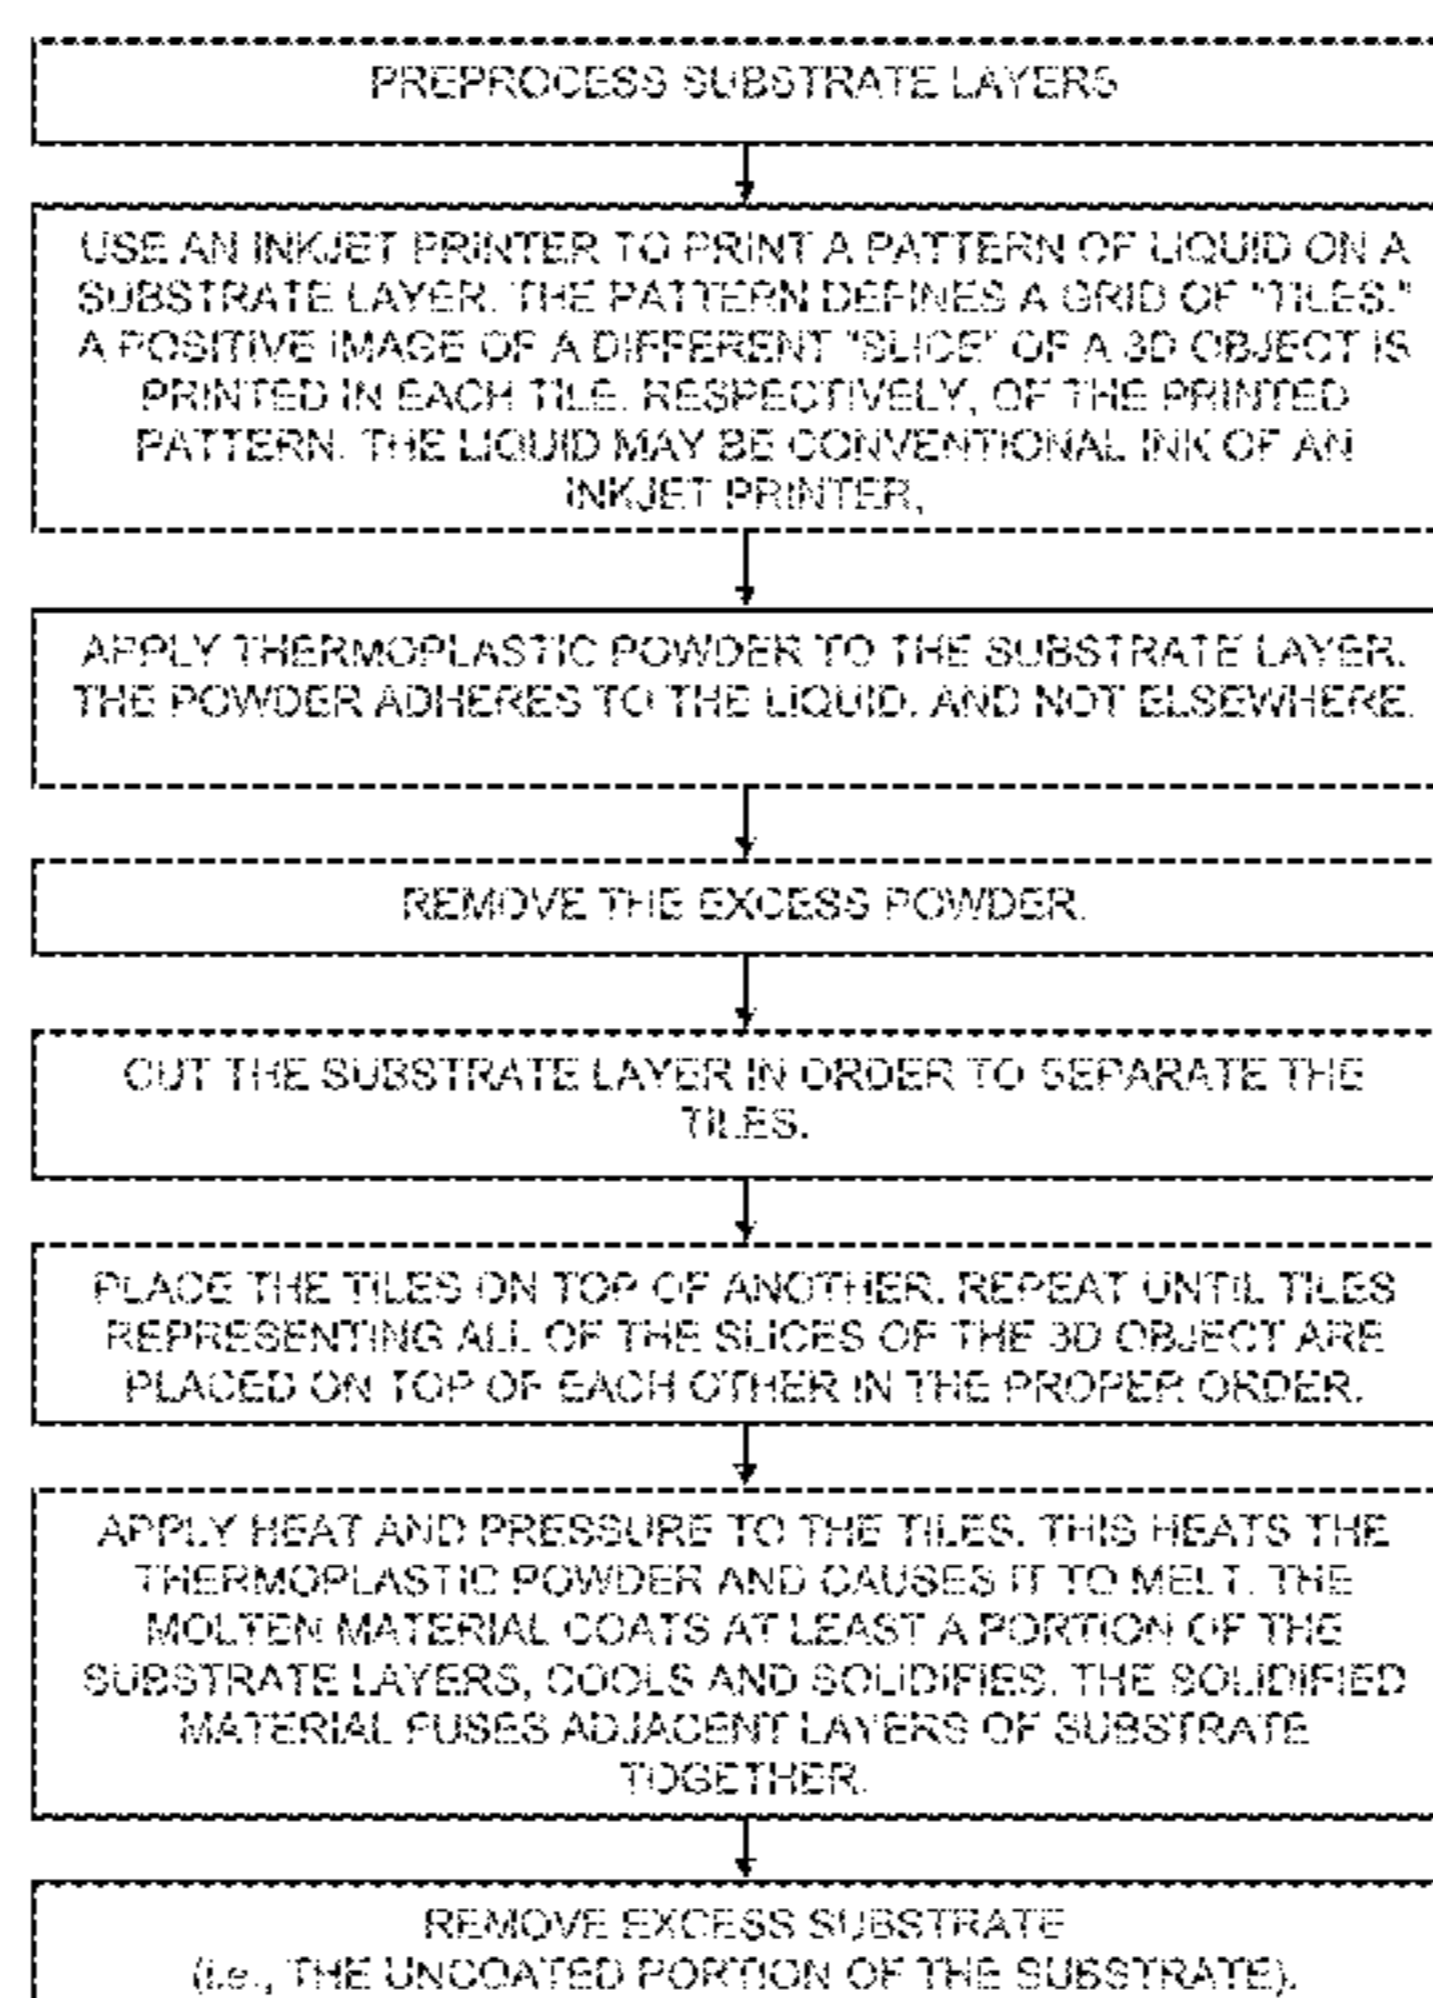 PREPROCESS SUBSTRATE LAYERS
USE AN INKJET PRINTER TO PRINT A PATTERN OF LIQUID ON A
SUBSTRATE LAYER. THE PATTERN DEFINES A GRID OF "TILES."
A POSITIVE IMAGE OF A DIFFERENT "SLICE" OF A 3D OBJECT IS
PRINTED IN EACH TILE, RESPECTIVELY, OF THE PRINTED
PATTERN. THE LIQUID MAY BE CONVENTIONAL INK OF AN
INKJET PRINTER,
APPLY THERMOPLASTIC POWDER TO THE SUBSTRATE LAYER.
THE POWDER ADHERES TO THE LIQUID, AND NOT ELSEWHERE.
REMOVE THE EXCESS POWDER.
CUT THE SUBSTRATE LAYER IN ORDER TO SEPARATE THE
TILES.
PLACE THE TILES ON TOP OF ANOTHER. REPEAT UNTIL TILES
REPRESENTING ALL OF THE SLICES OF THE 3D OBJECT ARE
PLACED ON TOP OF EACH OTHER IN THE PROPER ORDER.
APPLY HEAT AND PRESSURE TO THE TILES. THIS HEATS THE
THERMOPLASTIC POWDER AND CAUSES IT TO MELT. THE
MOLTEN MATERIAL COATS AT LEAST A PORTION OF THE
SUBSTRATE LAYERS, COOLS AND SOLIDIFIES. THE SOLIDIFIED
MATERIAL FUSES ADJACENT LAYERS OF SUBSTRATE
TOGETHER.
REMOVE EXCESS SUBSTRATE
(i.e., THE UNCOATED PORTION OF THE SUBSTRATE).